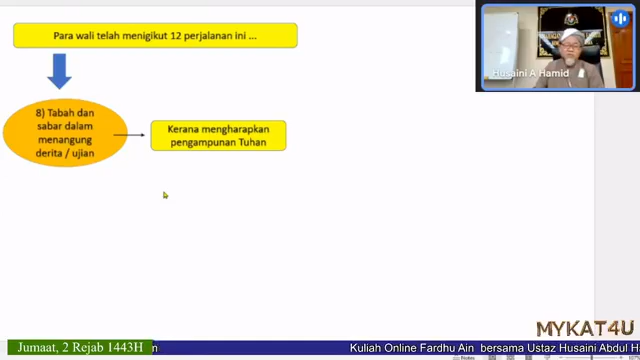 Para wali telah menigikut 12 perjalanan ini ...
8) Tabah dan
sabar dalam
menangung
derita / ujian
Kerana mengharapkan
pengampunan Tuhan
Husaini A Hamid
MYKAT4U
Jumaat, 2 Rejab 1443H
Kuliah Online Fardhu Ain bersama Ustaz Husaini Abdul H
Notes